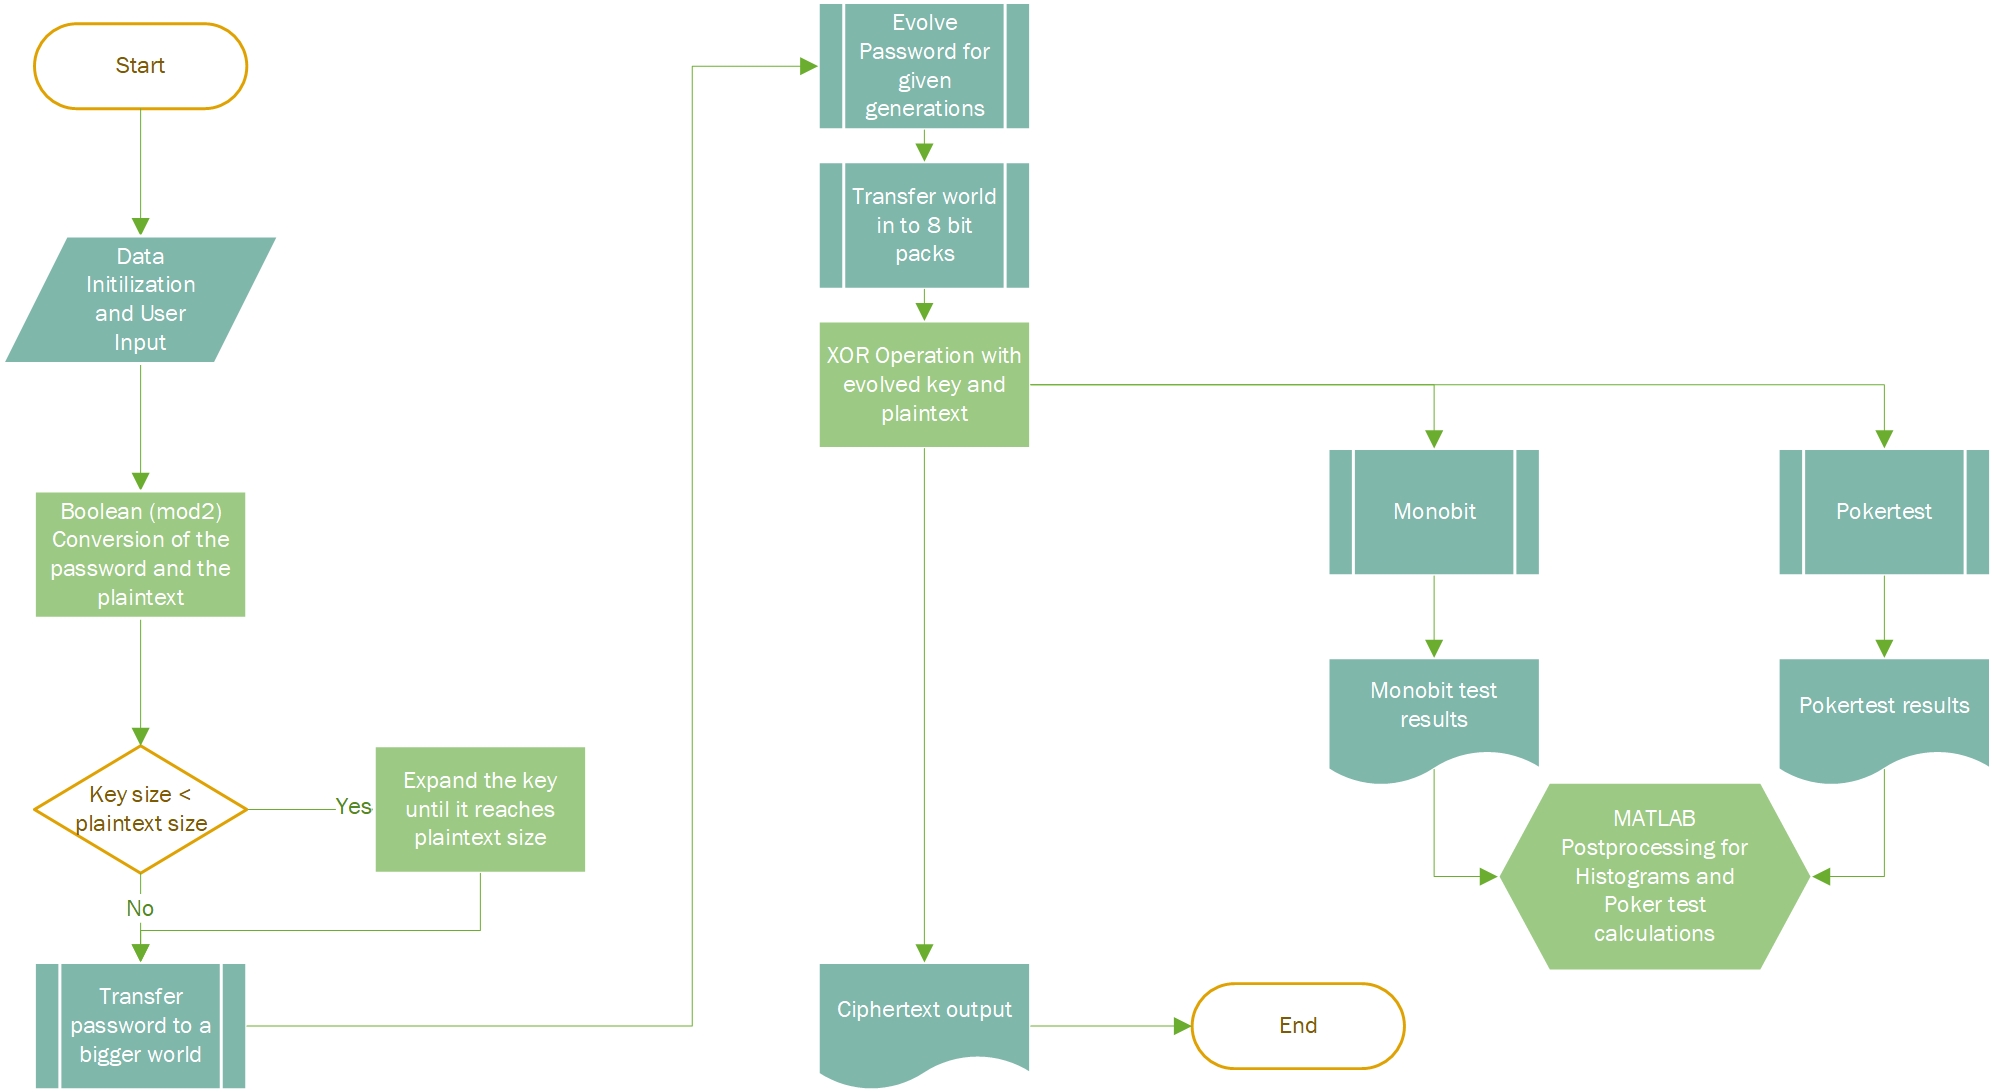 Start
Data
Initilization
and User
Input
Boolean (mod2)
Conversion of the
password and the
plaintext
Key size <
plaintext size
Yes
Expand the key
until it reaches
plaintext size
No
Transfer
password to a
bigger world
Evolve
Password for
given
generations
Transfer world
in to 8 bit
packs
XOR Operation with
evolved key and
plaintext
Monobit
Pokertest
Monobit test
results
Pokertest results
MATLAB
Postprocessing for
Histograms and
Poker test
calculations
Ciphertext output
End